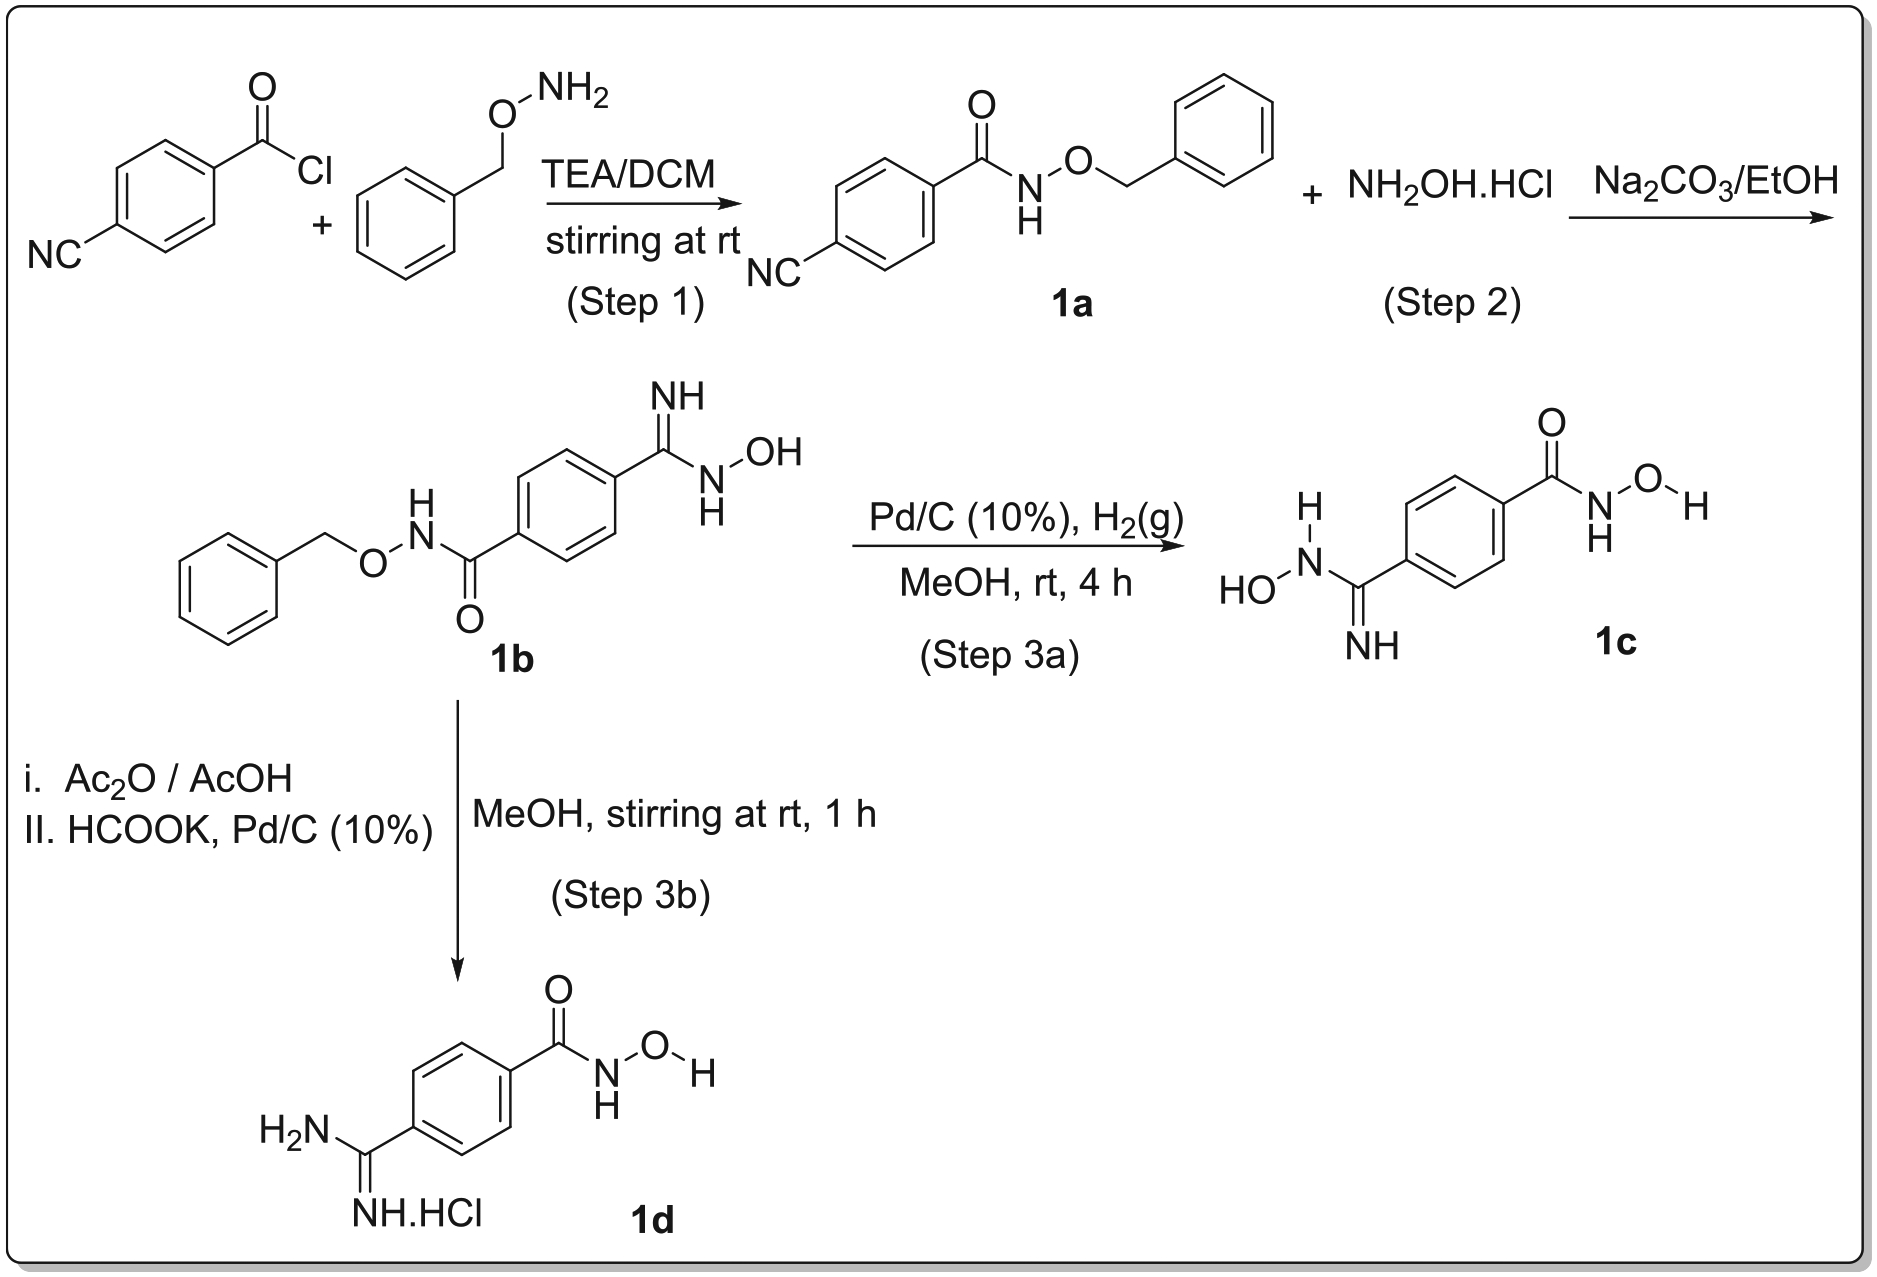 O
NH₂
O
Cl
+
NC
TEA/DCM
stirring at rt
(Step 1)
O
O
N
H
NC
1a
+ NH₂OH.HCl
Na₂CO₃/EtOH
(Step 2)
NH
OH
N
H
H
N
O
O
1b
Pd/C (10%), H₂(g)
MeOH, rt, 4 h
(Step 3a)
O
O
H
N
H
H
N
HO
NH
1c
i. Ac₂O / AcOH
II. HCOOK, Pd/C (10%)
MeOH, stirring at rt, 1 h
(Step 3b)
O
O
H
N
H
H₂N
NH.HCl
1d